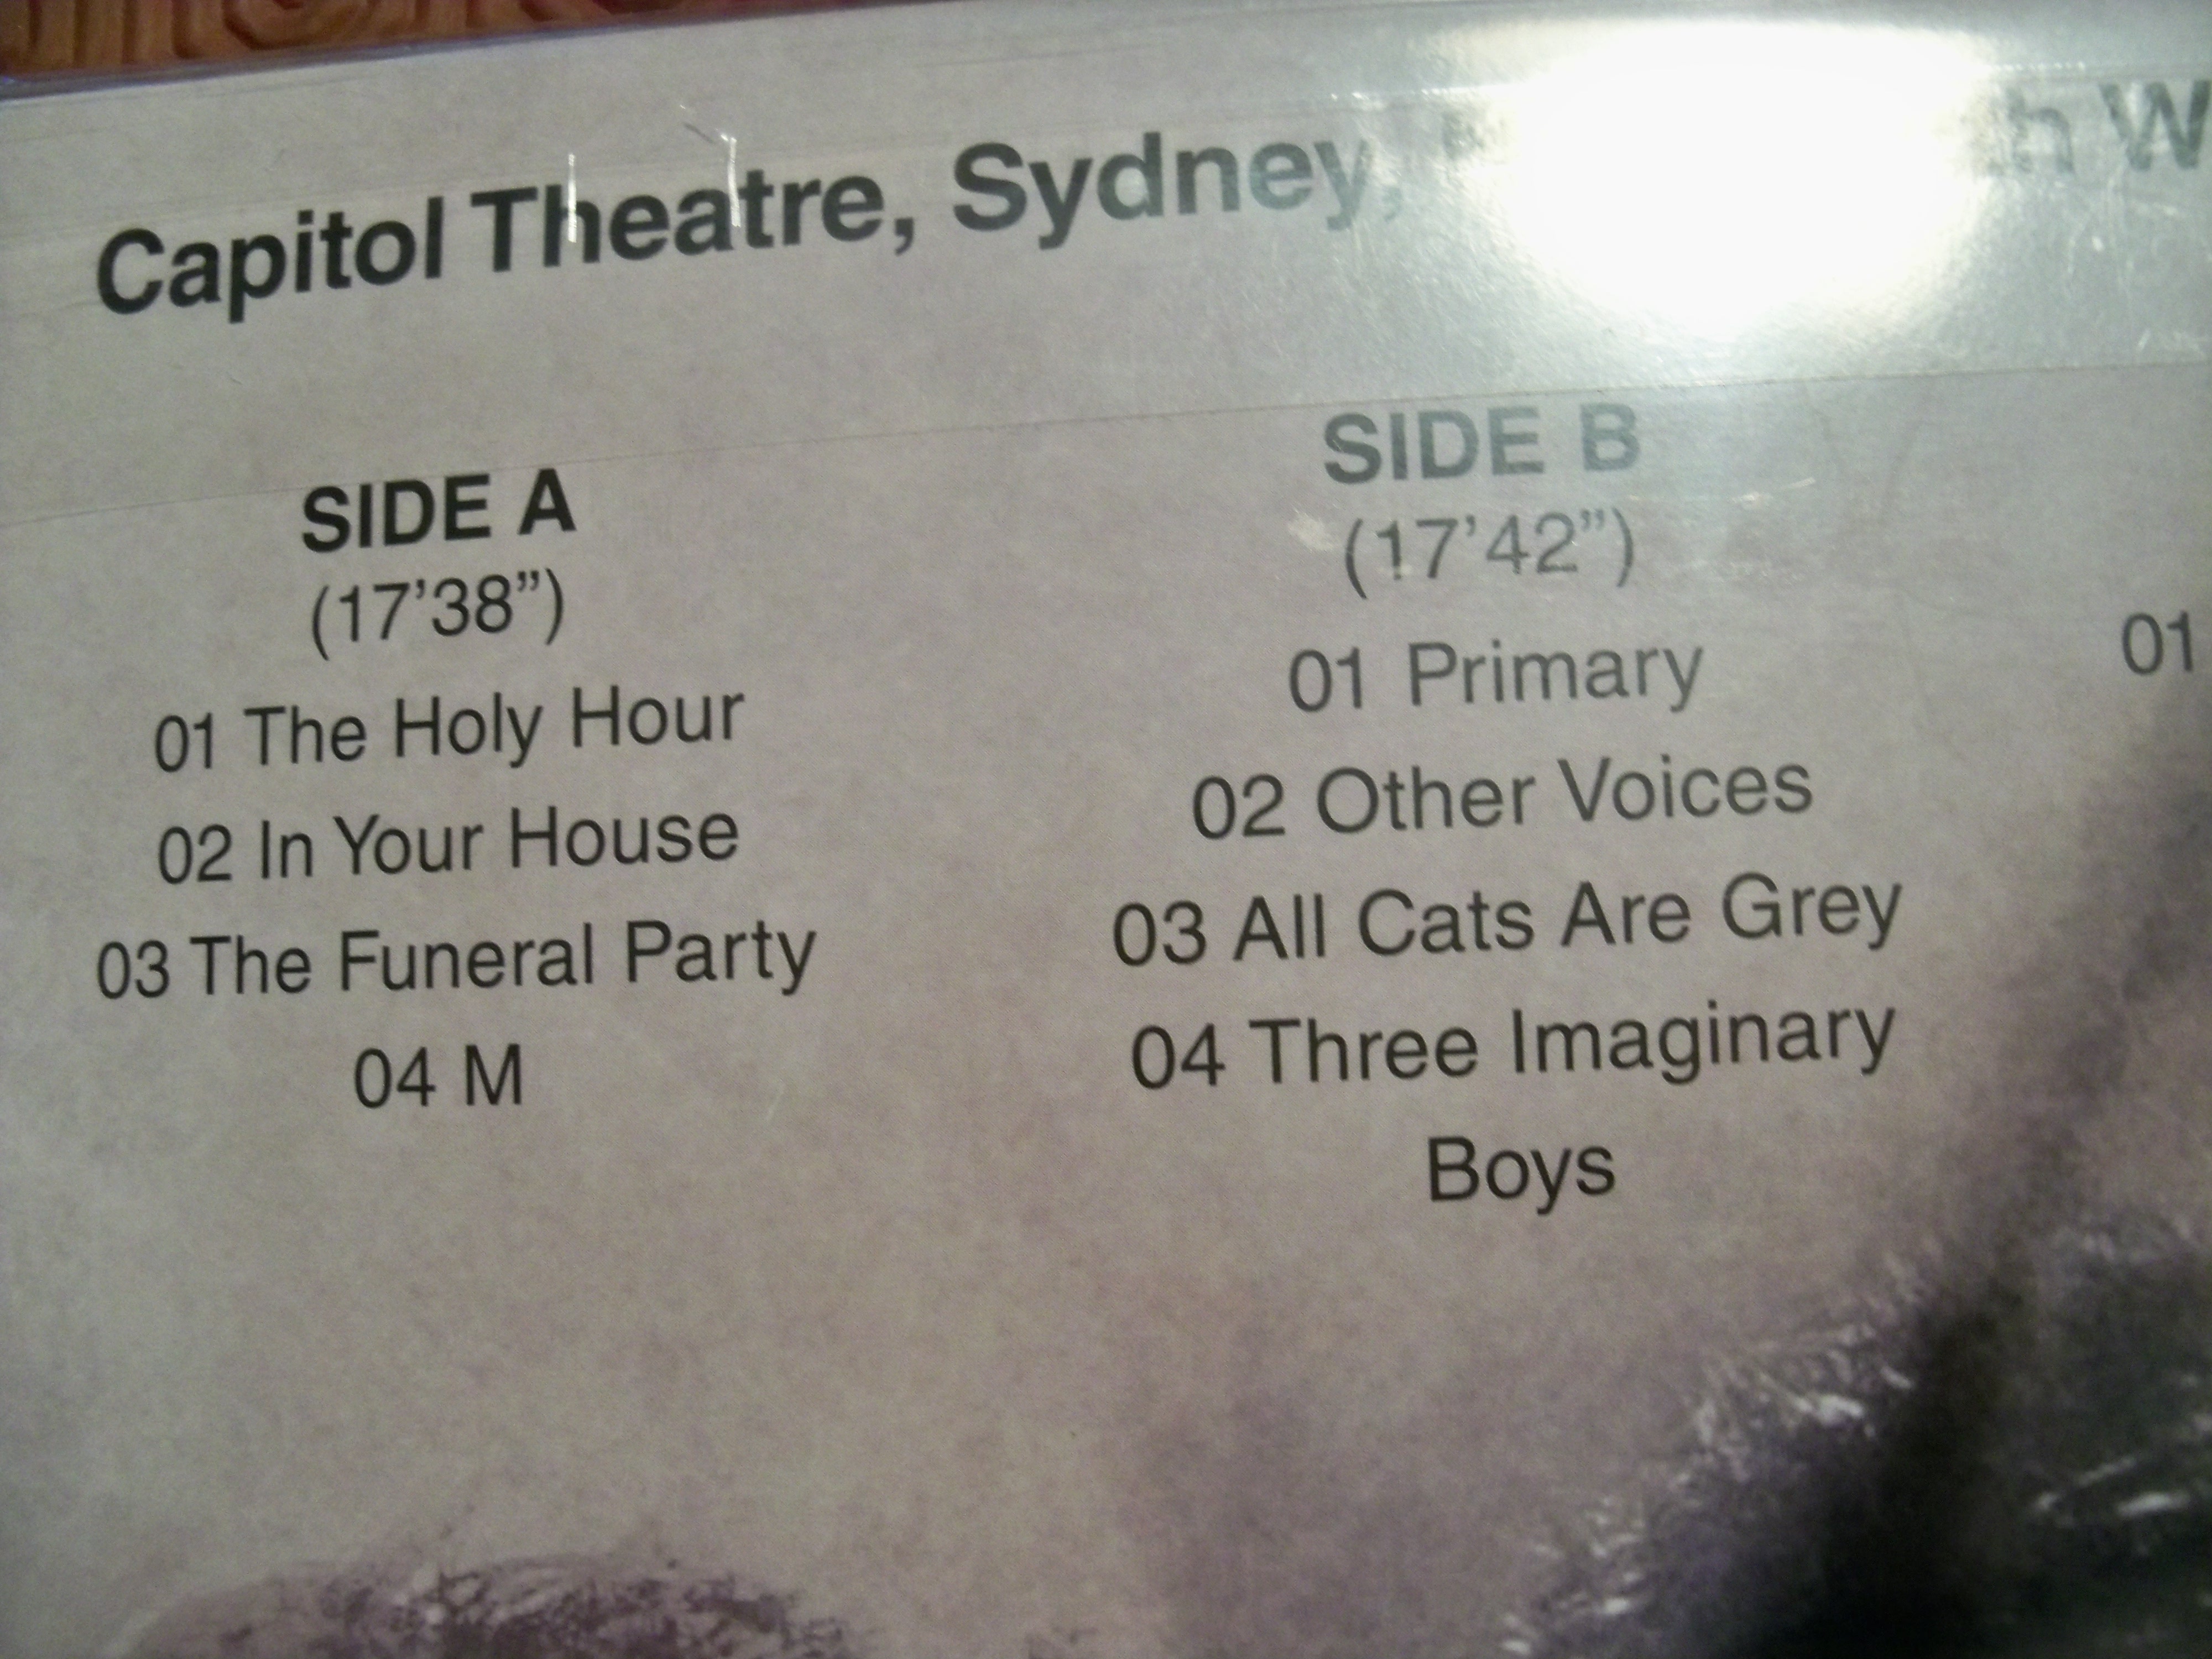 Capitol Theatre, Sydney,
SIDE A
(17'38")
01 The Holy Hour
02 In Your House
03 The Funeral Party
04 M
SIDE B
(17'42")
01 Primary
02 Other Voices
03 All Cats Are Grey
04 Three Imaginary
Boys
01